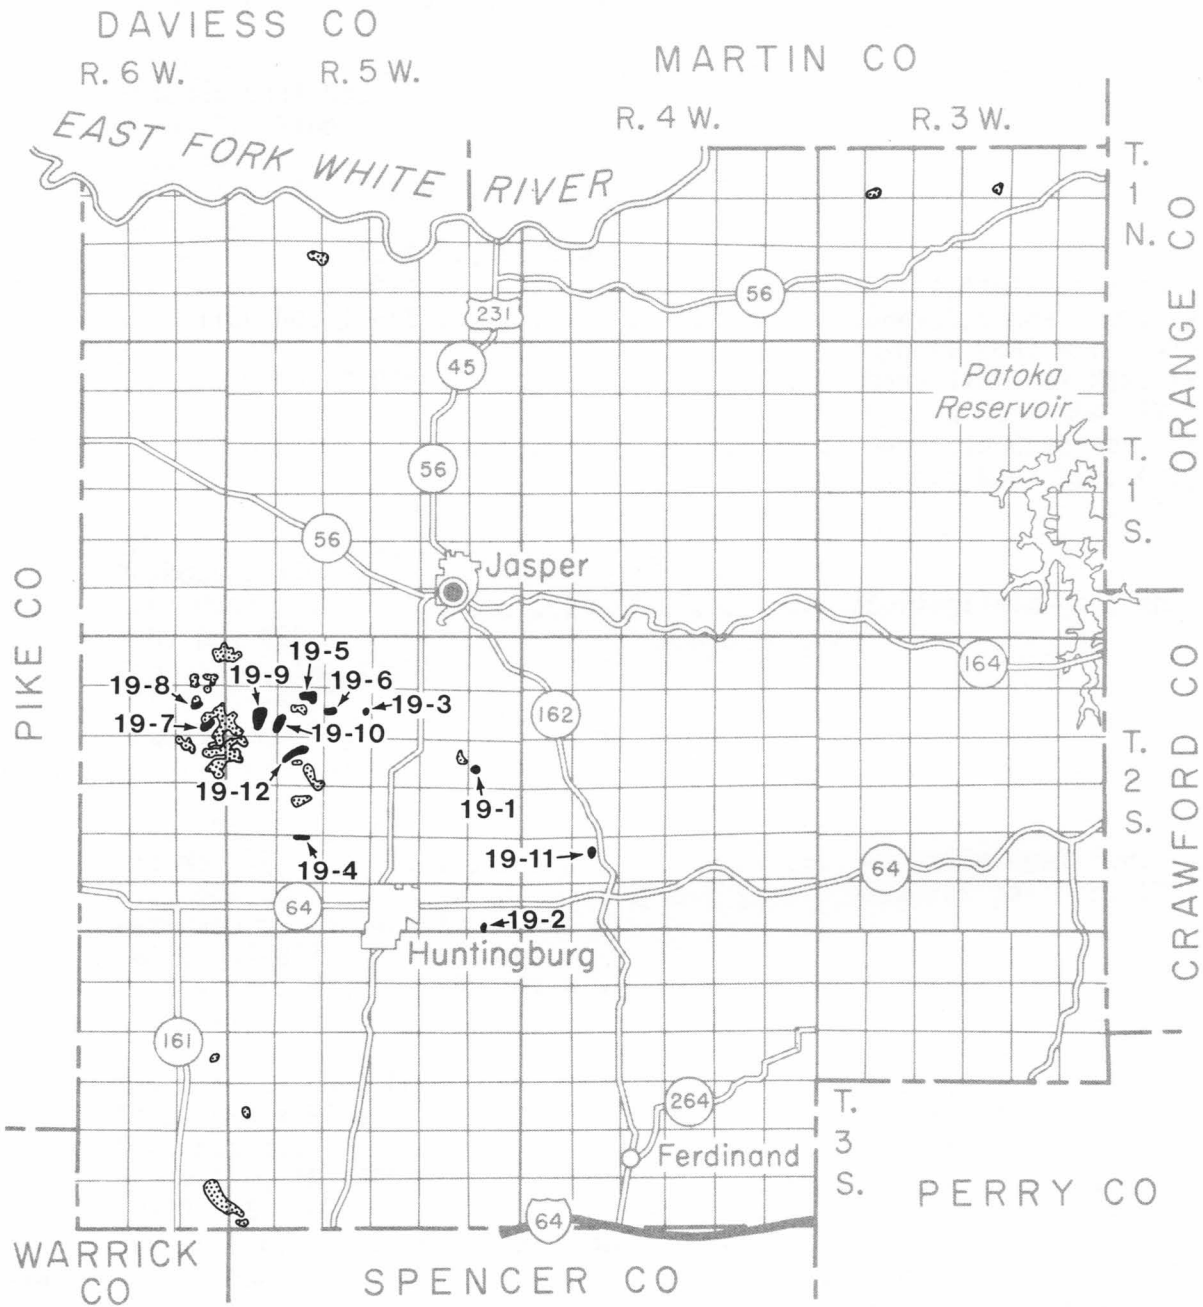 DAVIESS CO
MARTIN CO
R. 6 W.
R. 5 W.
R. 4 W.
R. 3 W.
EAST FORK WHITE RIVER
T.
1
N.
ORANGE CO
56
231
45
Patoka
Reservoir
T.
1
S.
56
56
Jasper
PIKE CO
164
19-5
19-9
19-6
19-8
19-3
19-7
19-10
162
CRAWFORD CO
T.
2
S.
19-12
19-1
19-11
19-4
64
64
19-2
Huntingburg
161
264
T.
3
S.
Ferdinand
PERRY CO
64
WARRICK
CO
SPENCER CO